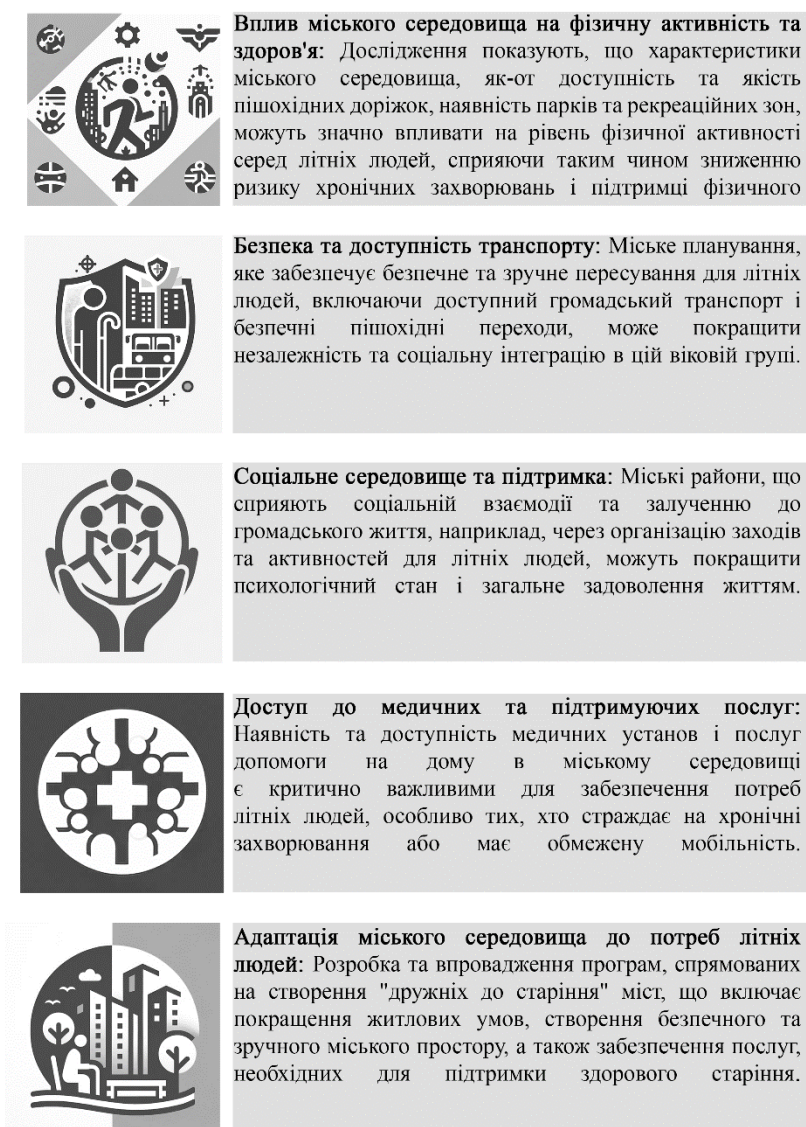 Вплив міського середовища на фізичну активність та
здоров'я: Дослідження показують, що характеристики
міського середовища, як-от доступність та якість
пішохідних доріжок, наявність парків та рекреаційних зон,
можуть значно впливати на рівень фізичної активності
серед літніх людей, сприяючи таким чином зниженню
ризику хронічних захворювань і підтримці фізичного
Безпека та доступність транспорту: Міське планування,
яке забезпечує безпечне та зручне пересування для літніх
людей, включаючи доступний громадський транспорт і
безпечні пішохідні переходи, може покращити
незалежність та соціальну інтеграцію в цій віковій групі.
Соціальне середовище та підтримка: Міські райони, що
сприяють соціальній взаємодії та залученню до
громадського життя, наприклад, через організацію заходів
та активностей для літніх людей, можуть покращити
психологічний стан і загальне задоволення життям.
Доступ до медичних та підтримуючих послуг:
Наявність та доступність медичних установ і послуг
допомоги на дому в міському середовищі
є критично важливими для забезпечення потреб
літніх людей, особливо тих, хто страждає на хронічні
захворювання або має обмежену мобільність.
Адаптація міського середовища до потреб літніх
людей: Розробка та впровадження програм, спрямованих
на створення "дружніх до старіння" міст, що включає
покращення житлових умов, створення безпечного та
зручного міського простору, а також забезпечення послуг,
необхідних для підтримки здорового старіння.